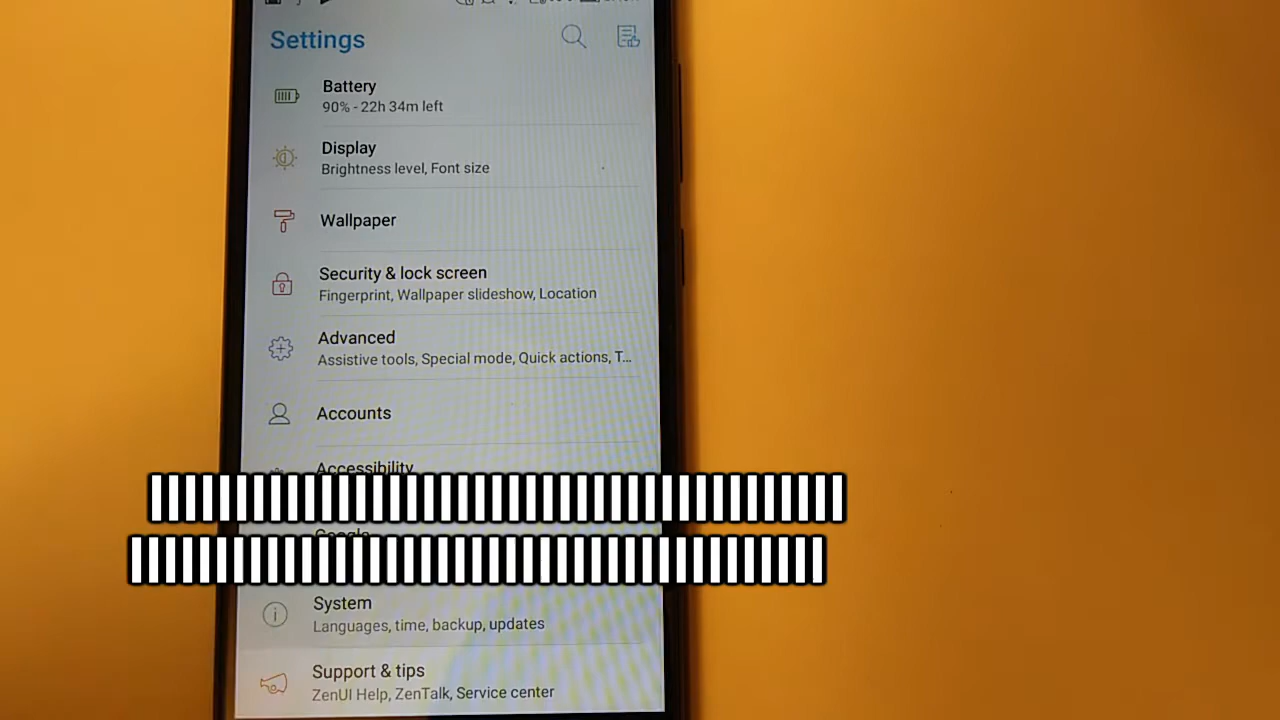 Settings
Battery
90% - 22h 34m left
Display
Brightness level, Font size
Wallpaper
Security & lock screen
Fingerprint, Wallpaper slideshow, Location
Advanced
Assistive tools, Special mode, Quick actions, T...
Accounts
Accessibility
Google
System
Languages, time, backup, updates
Support & tips
ZenUI Help, ZenTalk, Service center